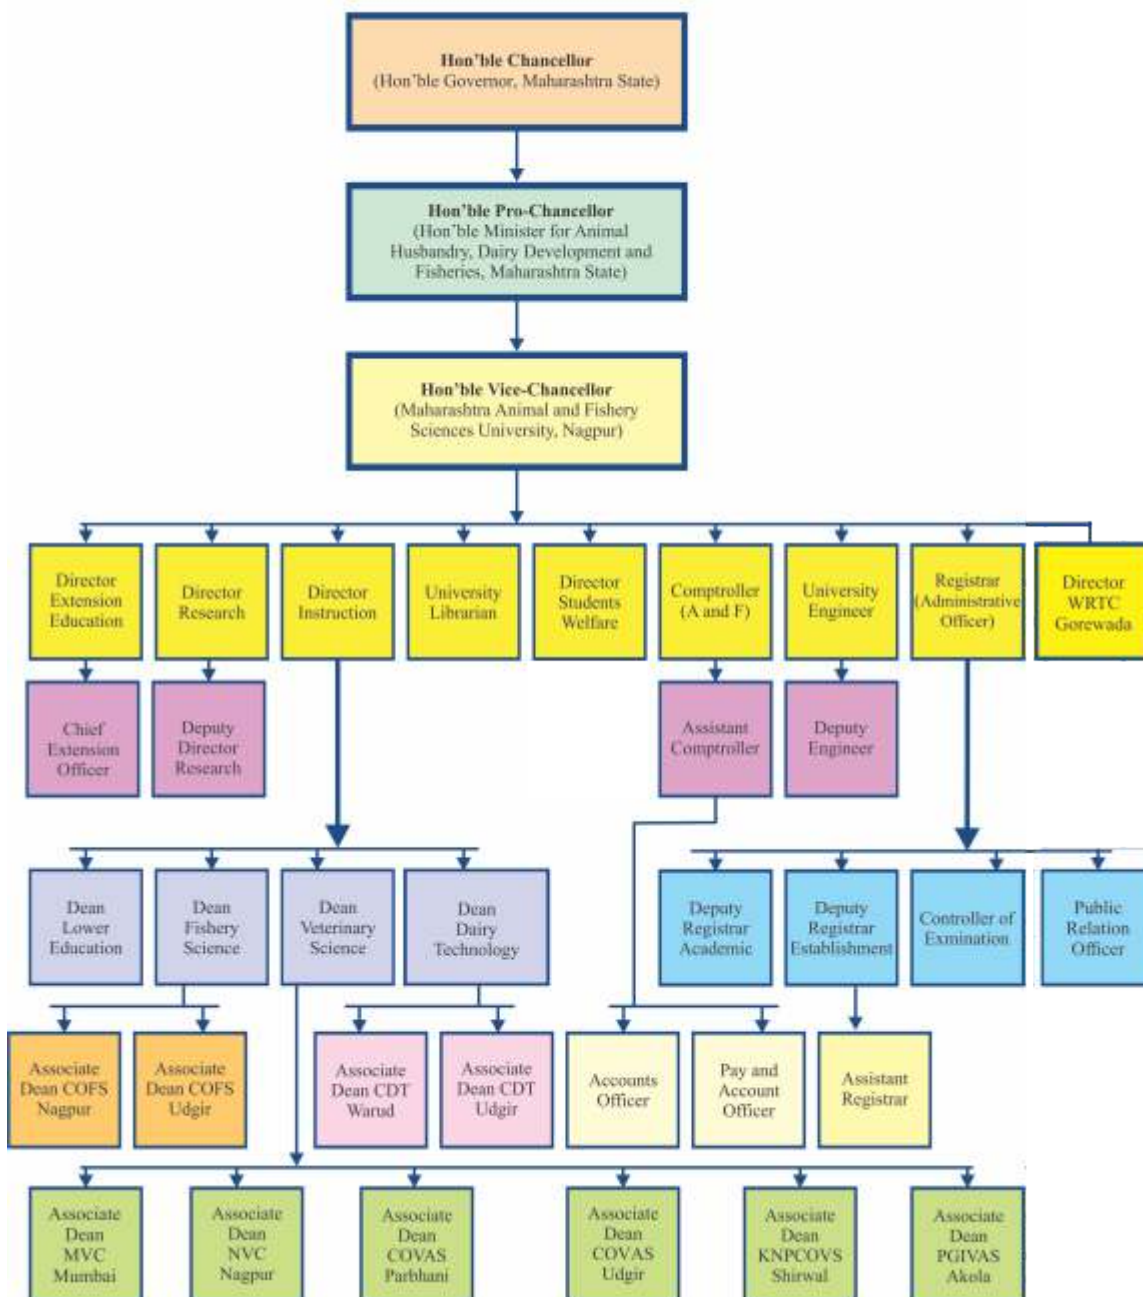 Hon'ble Chancellor
(Hon'ble Governor, Maharashtra State)
Hon'ble Pro-Chancellor
(Hon'ble Minister for Animal
Husbandry, Dairy Development and
Fisheries, Maharashtra State)
Hon'ble Vice-Chancellor
(Maharashtra Animal and Fishery
Sciences University, Nagpur)
Director
Extension
Education
Director
Research
Director
Instruction
University
Librarian
Director
Students
Welfare
Comptroller
(A and F)
University
Engineer
Registrar
(Administrative
Officer)
Director
WRTC
Gorewada
Chief
Extension
Officer
Deputy
Director
Research
Assistant
Comptroller
Deputy
Engineer
Dean
Lower
Education
Dean
Fishery
Science
Dean
Veterinary
Science
Dean
Dairy
Technology
Deputy
Registrar
Academic
Deputy
Registrar
Establishment
Controller of
Exmination
Public
Relation
Officer
Associate
Dean COFS
Nagpur
Associate
Dean COFS
Udgir
Associate
Dean CDT
Warud
Associate
Dean CDT
Udgir
Accounts
Officer
Pay and
Account
Officer
Assistant
Registrar
Associate
Dean
MVC
Mumbai
Associate
Dean
NVC
Nagpur
Associate
Dean
COVAS
Parbhani
Associate
Dean
COVAS
Udgir
Associate
Dean
KNPCOVS
Shirwal
Associate
Dean
PGIVAS
Akola